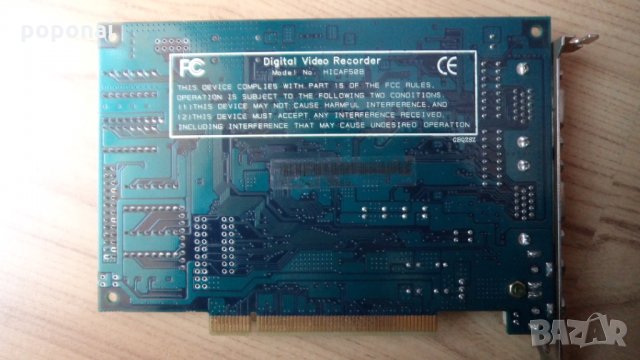 poponal
FC
Digital Video Recorder
Model No. HICAP50B
CE
THIS DEVICE COMPLIES WITH PART 15 OF THE FCC RULES.
OPERATION IS SUBJECT TO THE FOLLOWING TWO CONDITIONS.
(1)THIS DEVICE MAY NOT CAUSE HARMFUL INTERFERENCE, AND
(2)THIS DEVICE MUST ACCEPT ANY INTERFERENCE RECEIVED,
INCLUDING INTERFERENCE THAT MAY CAUSE UNDESIRED OPERATION
BAZAR